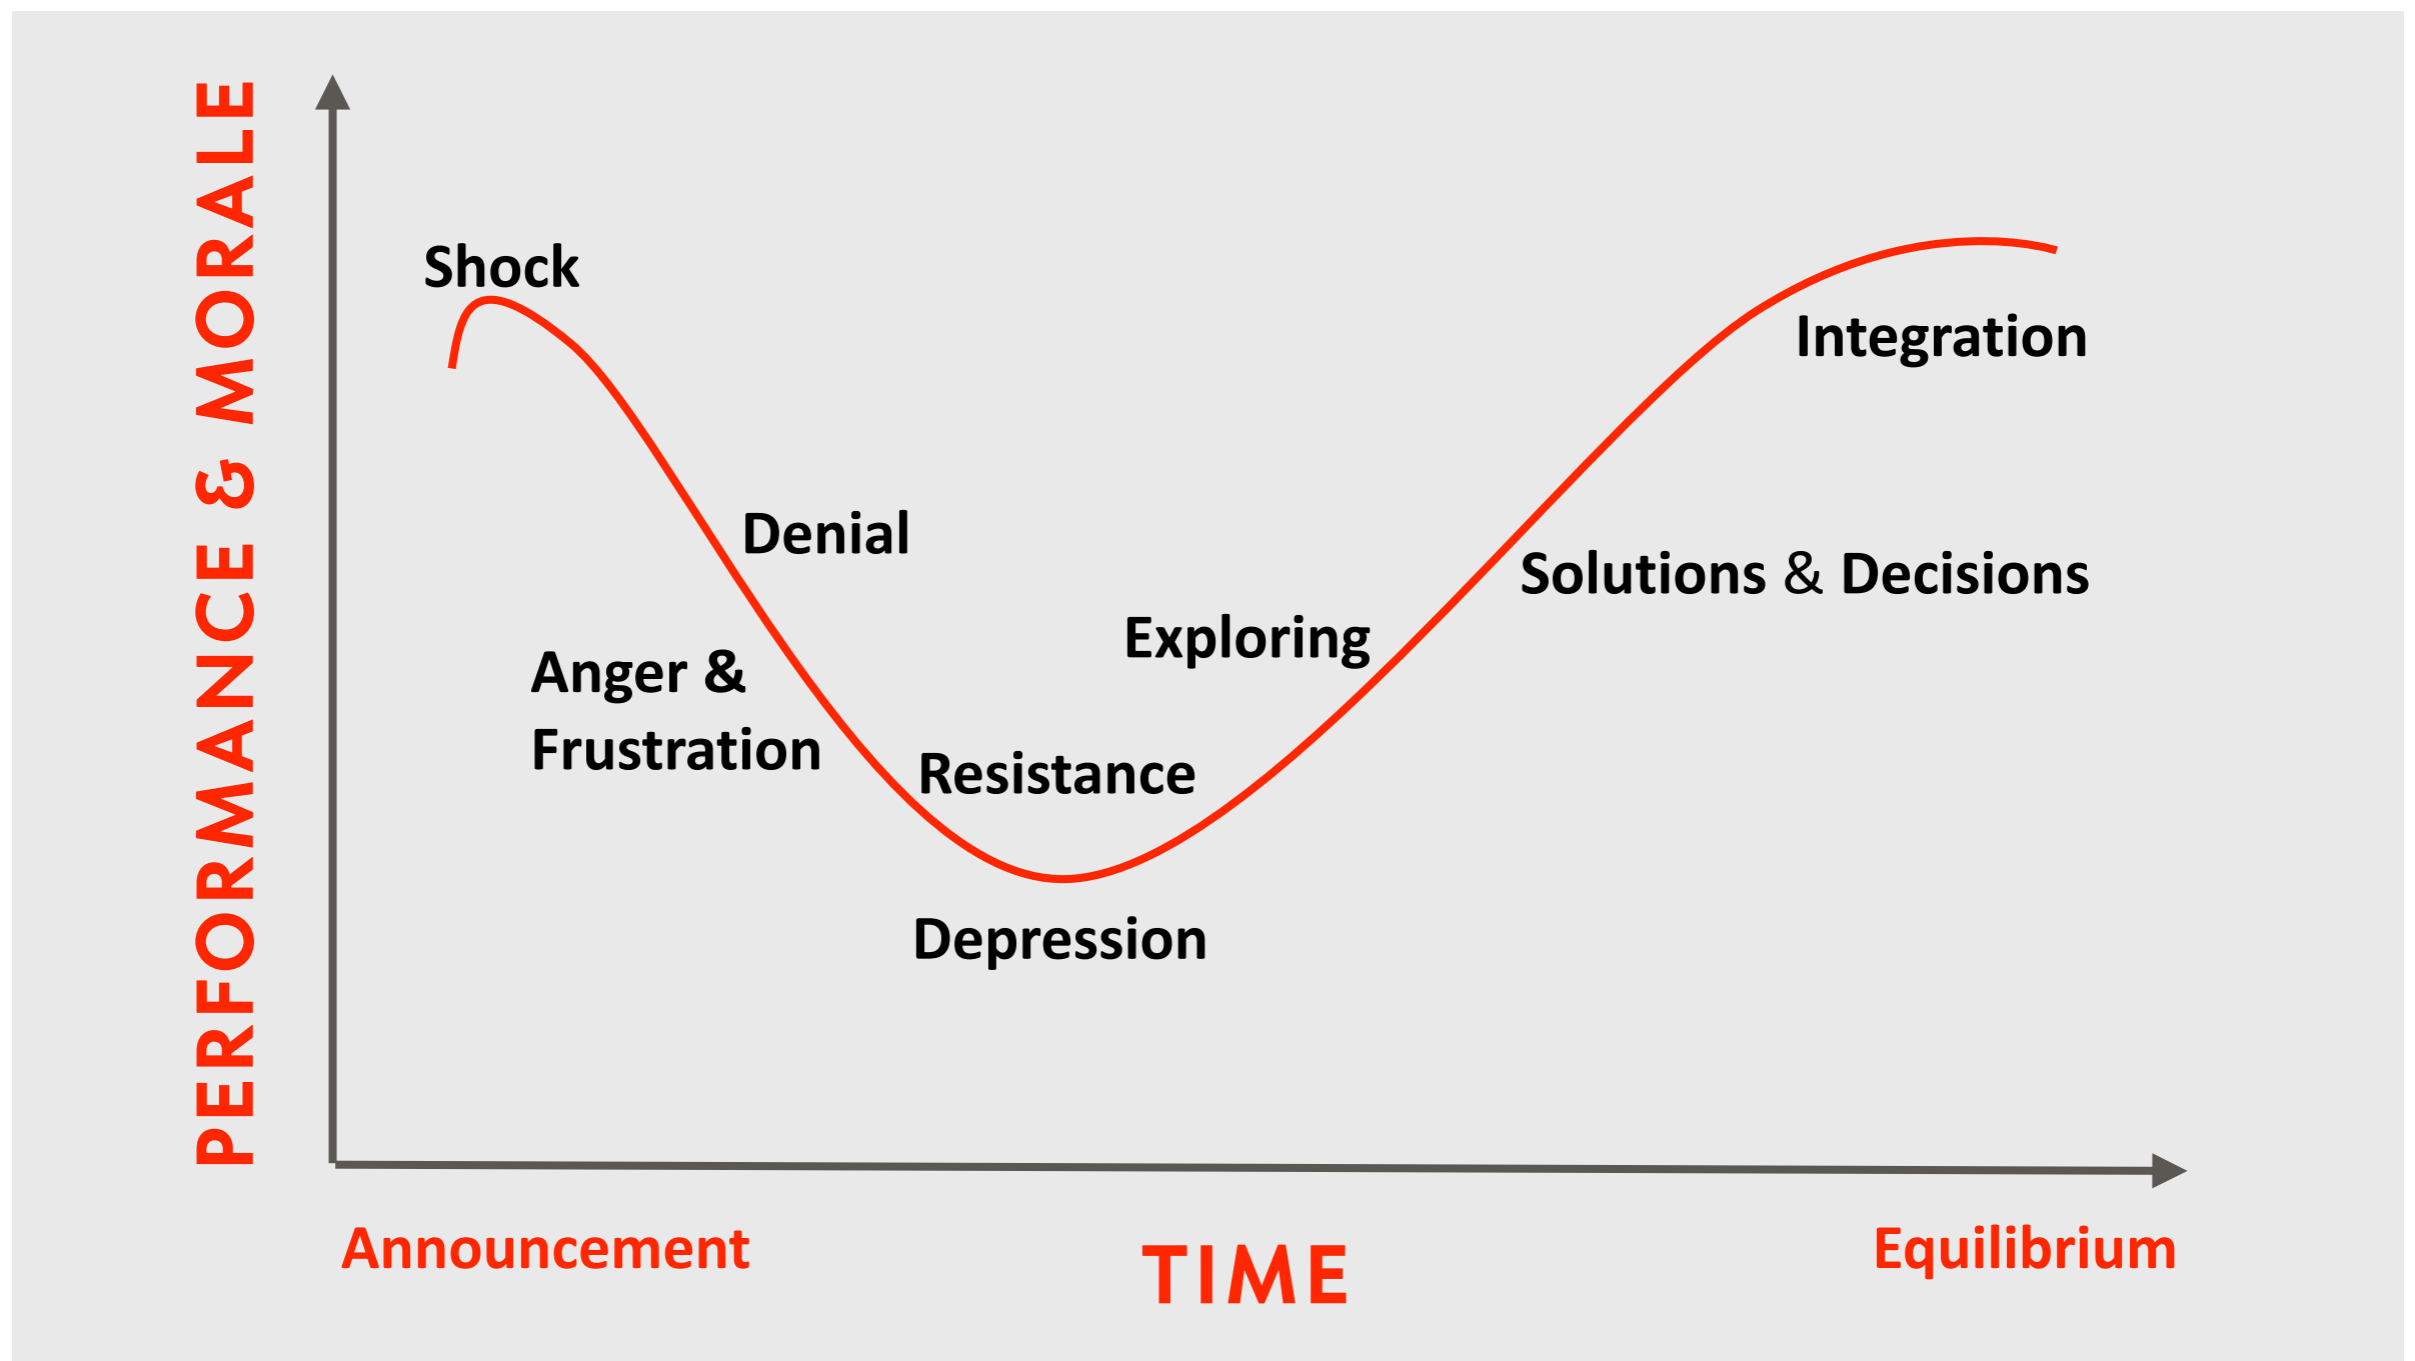 PERFORMANCE & MORALE
Shock
Denial
Anger &
Frustration
Resistance
Depression
Exploring
Solutions & Decisions
Integration
Announcement
TIME
Equilibrium